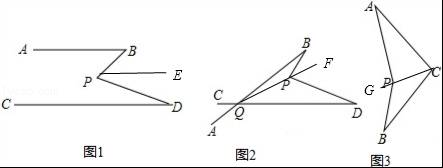 A B P E C D
图1
B F P C Q D A
图2
A C G P B
图3